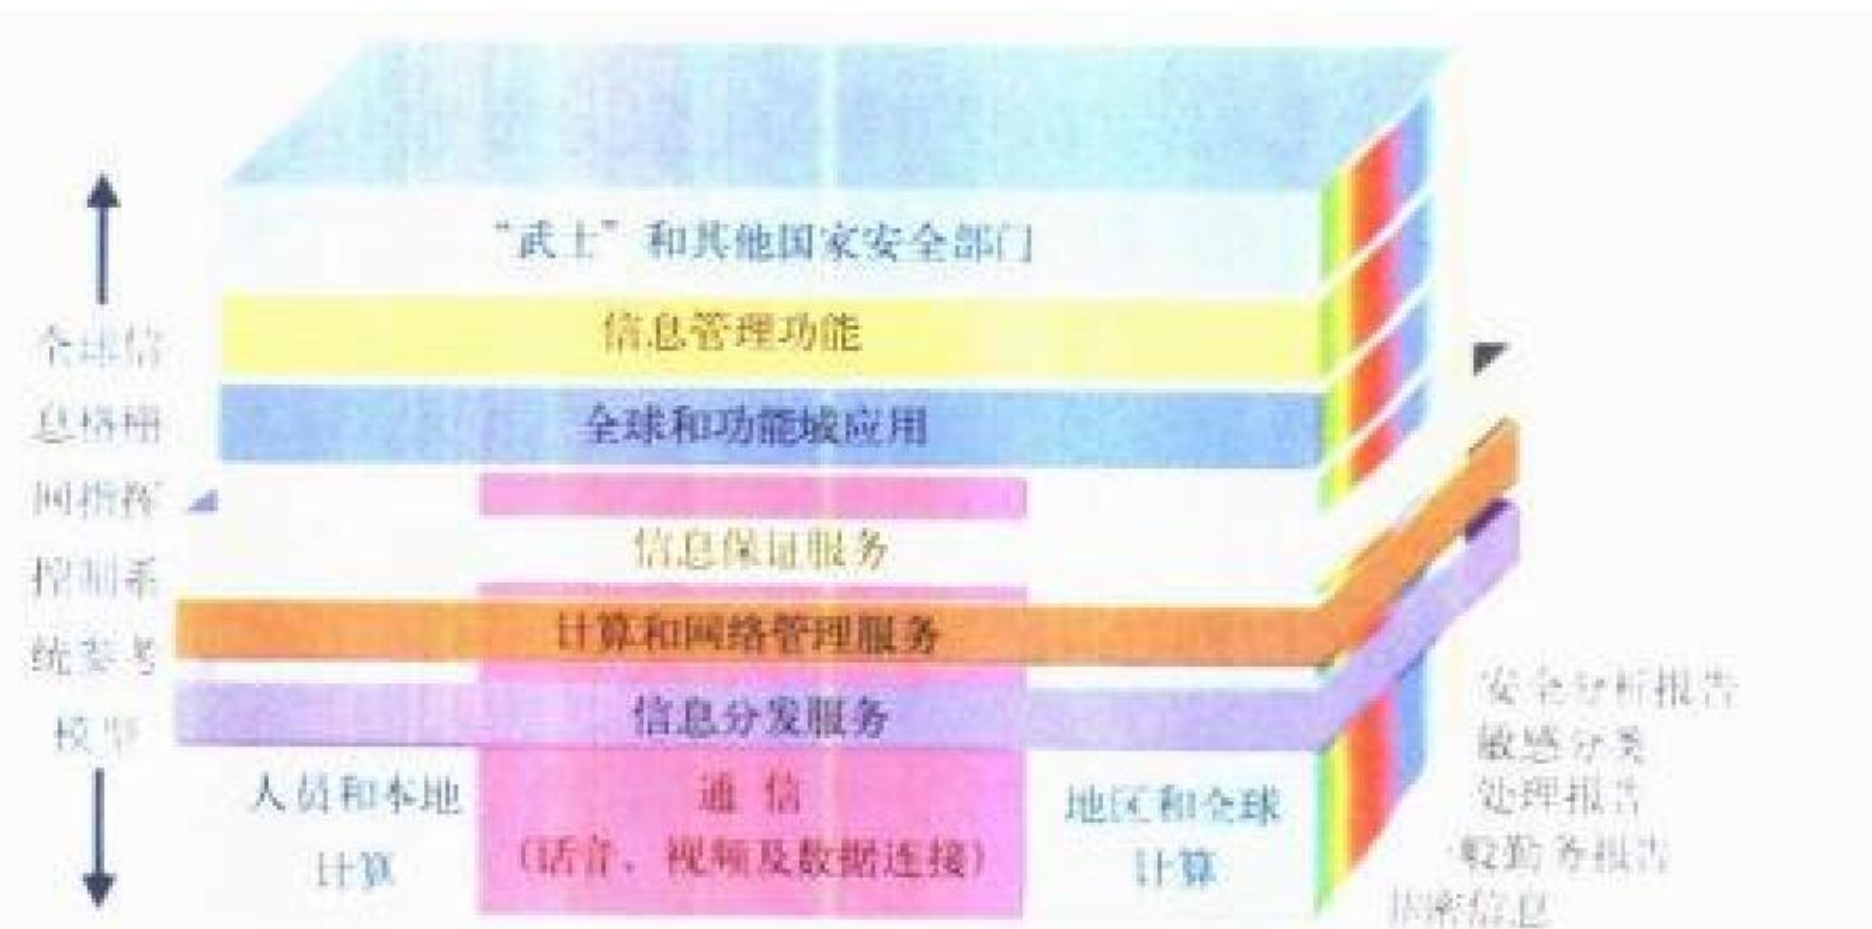 “武士”和其他国家安全部门
信息管理功能
全球和功能域应用
信息保证服务
计算和网络管理服务
信息分发服务
人员和本地
计算
通信
(话音、视频及数据连接)
地区和全球
计算
全球信
息格栅
网指挥
控制系
统参考
模型
安全分析报告
敏感分类
处理报告
般勤务报告